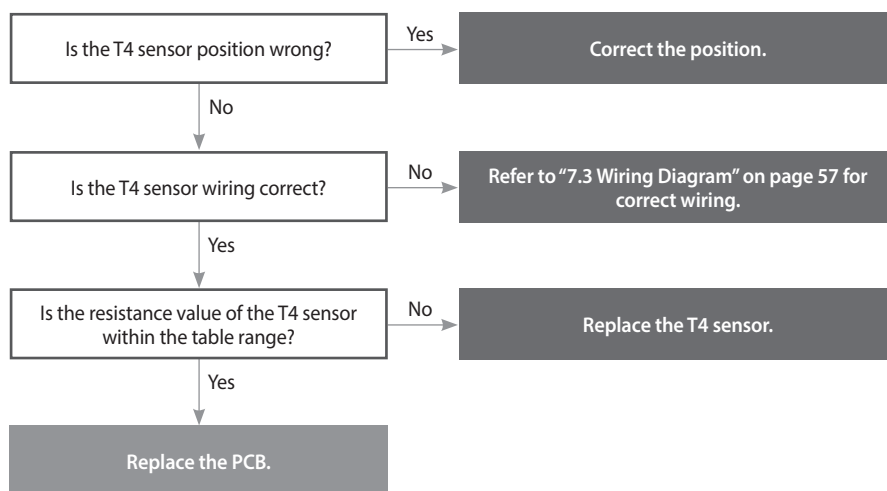 Is the T4 sensor position wrong?
Yes
Correct the position.
No
Is the T4 sensor wiring correct?
No
Refer to “7.3 Wiring Diagram” on page 57 for
correct wiring.
Yes
Is the resistance value of the T4 sensor
within the table range?
No
Replace the T4 sensor.
Yes
Replace the PCB.